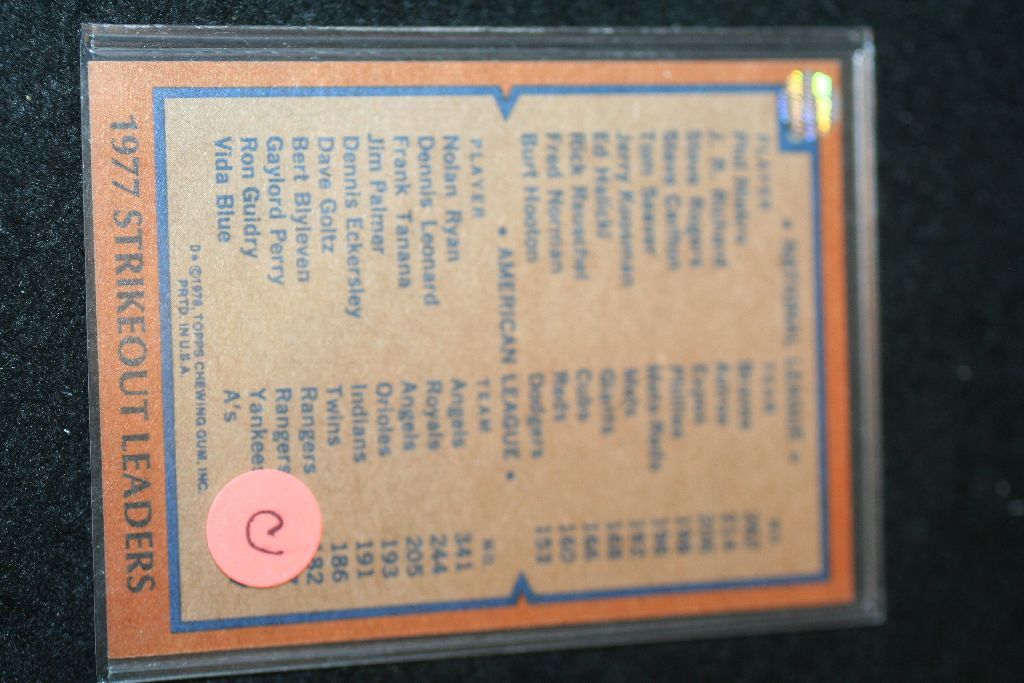 • NATIONAL LEAGUE •
PLAYER TEAM NO.
Phil Niekro Braves 262
J. R. Richard Astros 214
Steve Rogers Expos 206
Steve Carlton Phillies 198
Tom Seaver Mets-Reds 196
Jerry Koosman Mets 192
Ed Halicki Giants 168
Rick Reuschel Cubs 166
Fred Norman Reds 160
Burt Hooton Dodgers 153
• AMERICAN LEAGUE •
PLAYER TEAM NO.
Nolan Ryan Angels 341
Dennis Leonard Royals 244
Frank Tanana Angels 205
Jim Palmer Orioles 193
Dennis Eckersley Indians 191
Dave Goltz Twins 186
Bert Blyleven Rangers 82
Gaylord Perry Rangers
Ron Guidry Yankees
Vida Blue A's
D* ©1978, TOPPS CHEWING GUM, INC.
PRTD. IN U.S.A.
1977 STRIKEOUT LEADERS